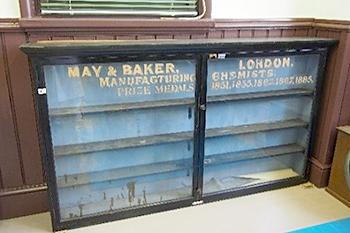 MAY & BAKER, LONDON.
MANUFACTURING CHEMISTS.
PRIZE MEDALS 1851, 1855, 1862, 1867, 1885.